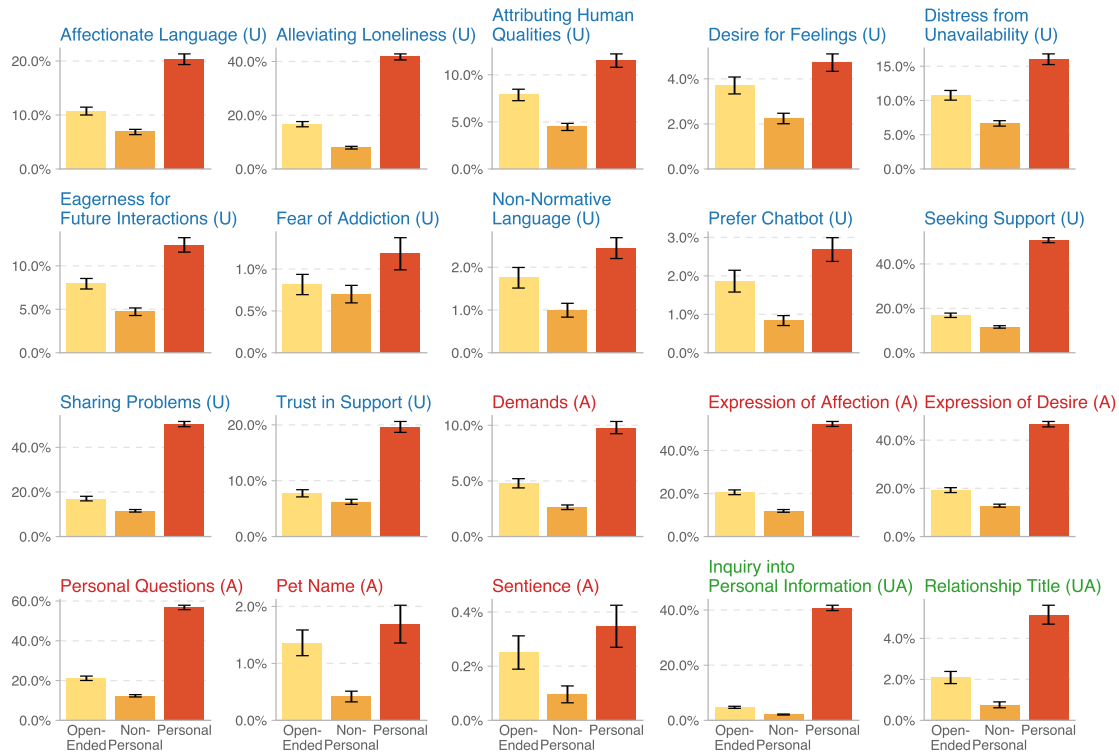 Affectionate Language (U)
20.0%
10.0%
0.0%
Alleviating Loneliness (U)
40.0%
20.0%
0.0%
Attributing Human
Qualities (U)
10.0%
5.0%
0.0%
Desire for Feelings (U)
4.0%
2.0%
0.0%
Distress from
Unavailability (U)
15.0%
10.0%
5.0%
0.0%
Eagerness for
Future Interactions (U)
10.0%
5.0%
0.0%
Fear of Addiction (U)
1.0%
0.5%
0.0%
Non-Normative
Language (U)
2.0%
1.0%
0.0%
Prefer Chatbot (U)
3.0%
2.0%
1.0%
0.0%
Seeking Support (U)
40.0%
20.0%
0.0%
Sharing Problems (U)
40.0%
20.0%
0.0%
Trust in Support (U)
20.0%
10.0%
0.0%
Demands (A)
10.0%
5.0%
0.0%
Expression of Affection (A)
40.0%
20.0%
0.0%
Expression of Desire (A)
40.0%
20.0%
0.0%
Personal Questions (A)
60.0%
40.0%
20.0%
0.0%
Open-
Ended
Non-
Personal
Personal
Pet Name (A)
2.0%
1.0%
0.0%
Open-
Ended
Non-
Personal
Personal
Sentience (A)
0.4%
0.2%
0.0%
Open-
Ended
Non-
Personal
Personal
Inquiry into
Personal Information (UA)
40.0%
20.0%
0.0%
Open-
Ended
Non-
Personal
Personal
Relationship Title (UA)
4.0%
2.0%
0.0%
Open-
Ended
Non-
Personal
Personal